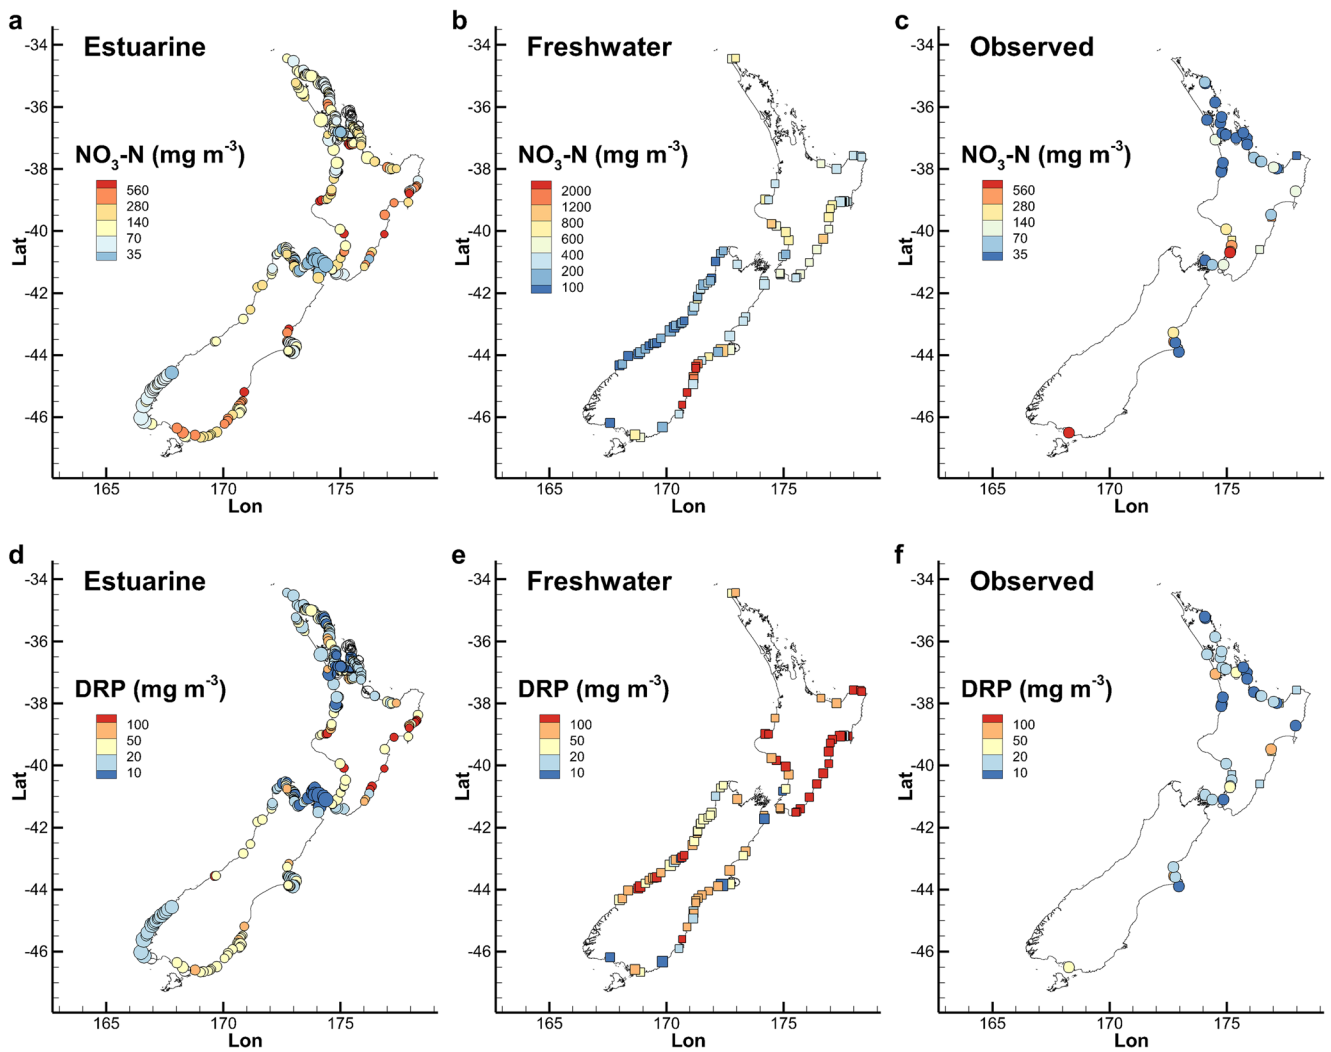 a
Estuarine
NO3-N (mg m-3)
560
280
140
70
35
-34
-36
-38
-40
-42
-44
-46
Lat
165
170
175
Lon
b
Freshwater
NO3-N (mg m-3)
2000
1200
800
600
400
200
100
-34
-36
-38
-40
-42
-44
-46
Lat
165
170
175
Lon
c
Observed
NO3-N (mg m-3)
560
280
140
70
35
-34
-36
-38
-40
-42
-44
-46
Lat
165
170
175
Lon
d
Estuarine
DRP (mg m-3)
100
50
20
10
-34
-36
-38
-40
-42
-44
-46
Lat
165
170
175
Lon
e
Freshwater
DRP (mg m-3)
100
50
20
10
-34
-36
-38
-40
-42
-44
-46
Lat
165
170
175
Lon
f
Observed
DRP (mg m-3)
100
50
20
10
-34
-36
-38
-40
-42
-44
-46
Lat
165
170
175
Lon